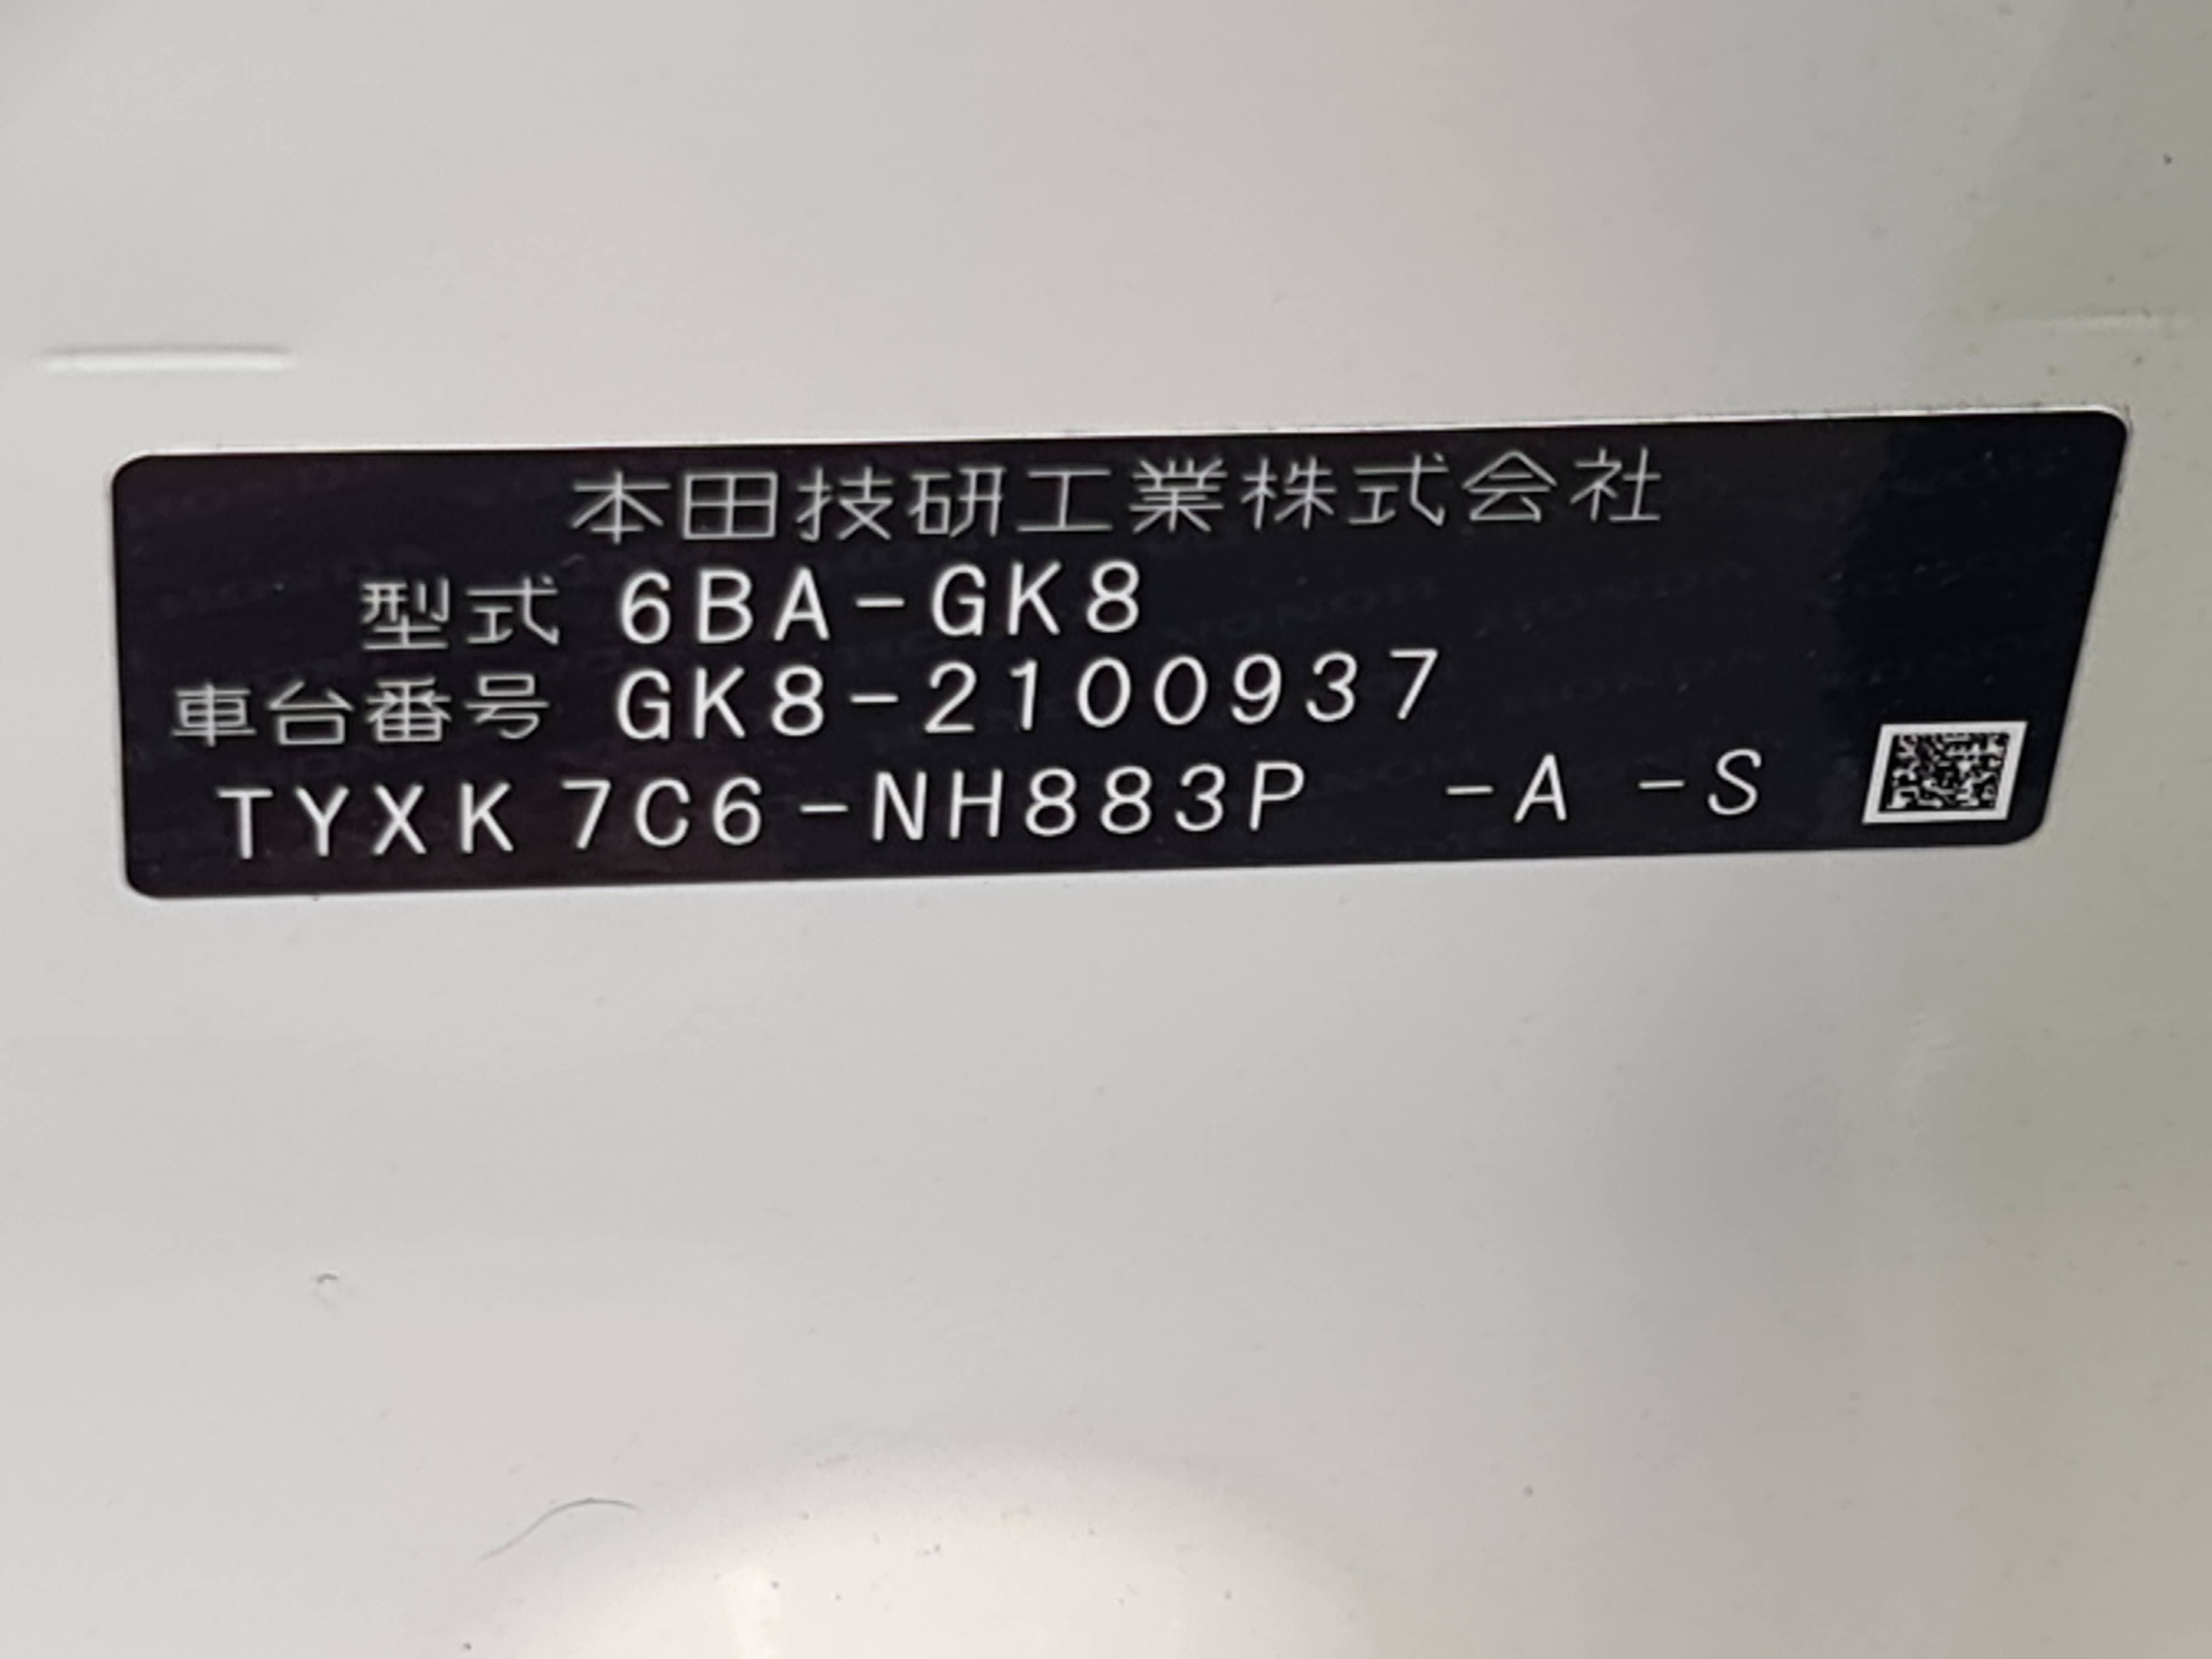 本田技研工業株式会社
型式 6BA-GK8
車台番号 GK8-2100937
TYXK 7C6-NH883P -A -S